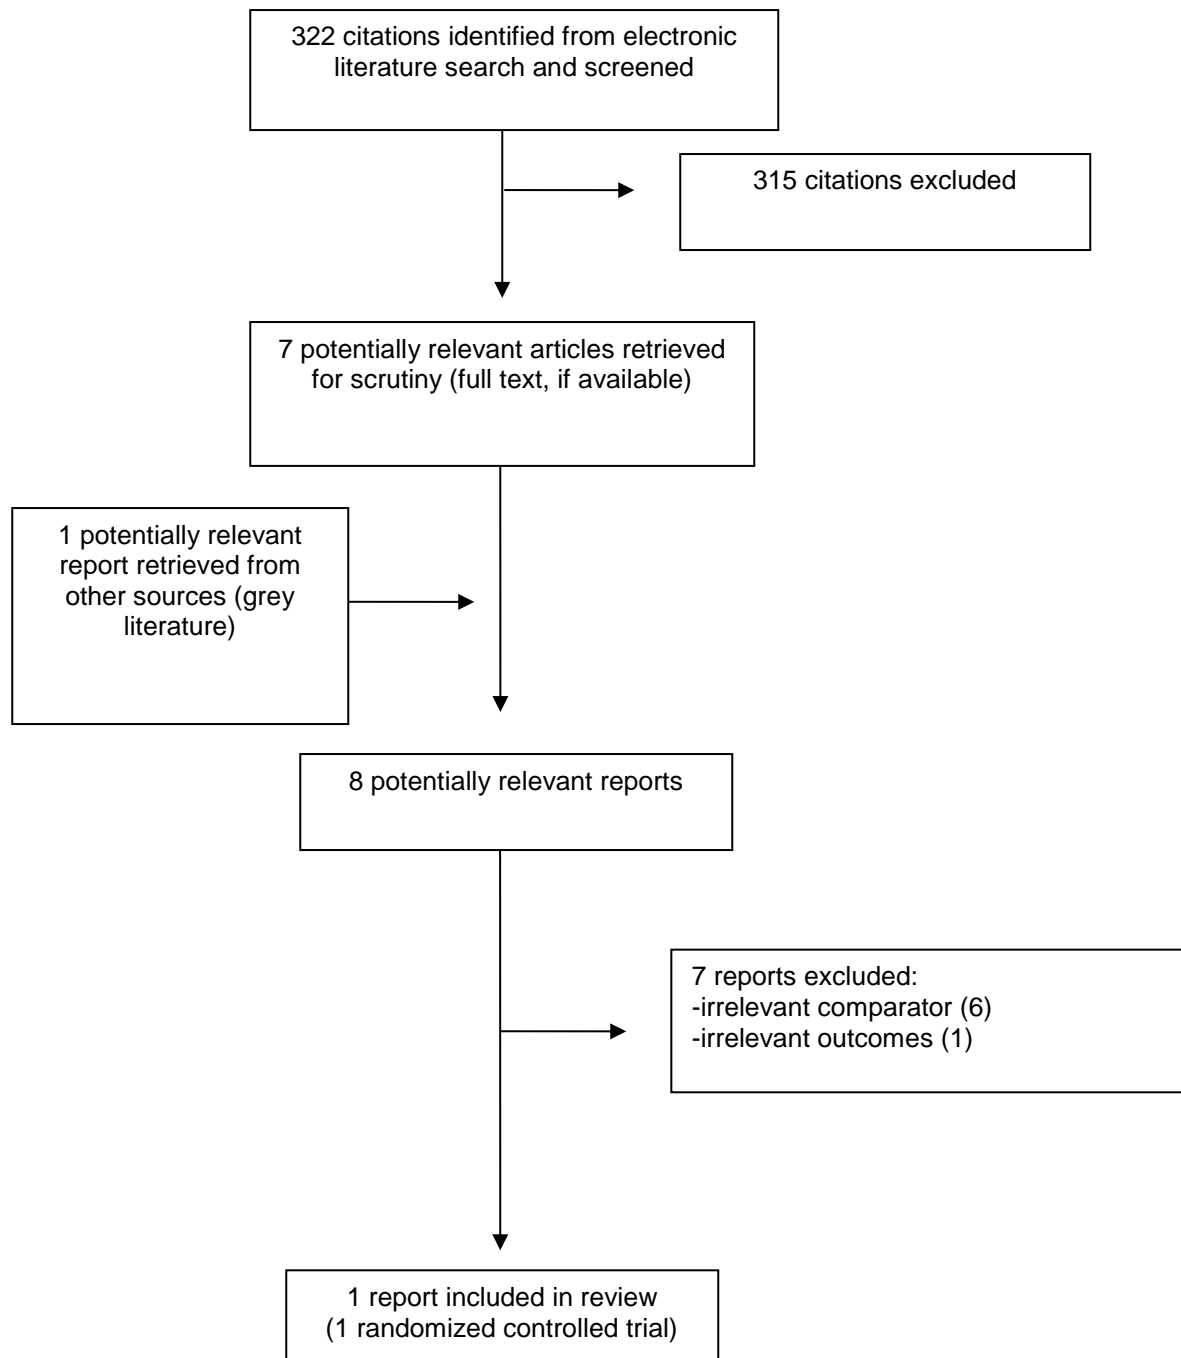 322 citations identified from electronic
literature search and screened
315 citations excluded
7 potentially relevant articles retrieved
for scrutiny (full text, if available)
1 potentially relevant
report retrieved from
other sources (grey
literature)
8 potentially relevant reports
7 reports excluded:
-irrelevant comparator (6)
-irrelevant outcomes (1)
1 report included in review
(1 randomized controlled trial)